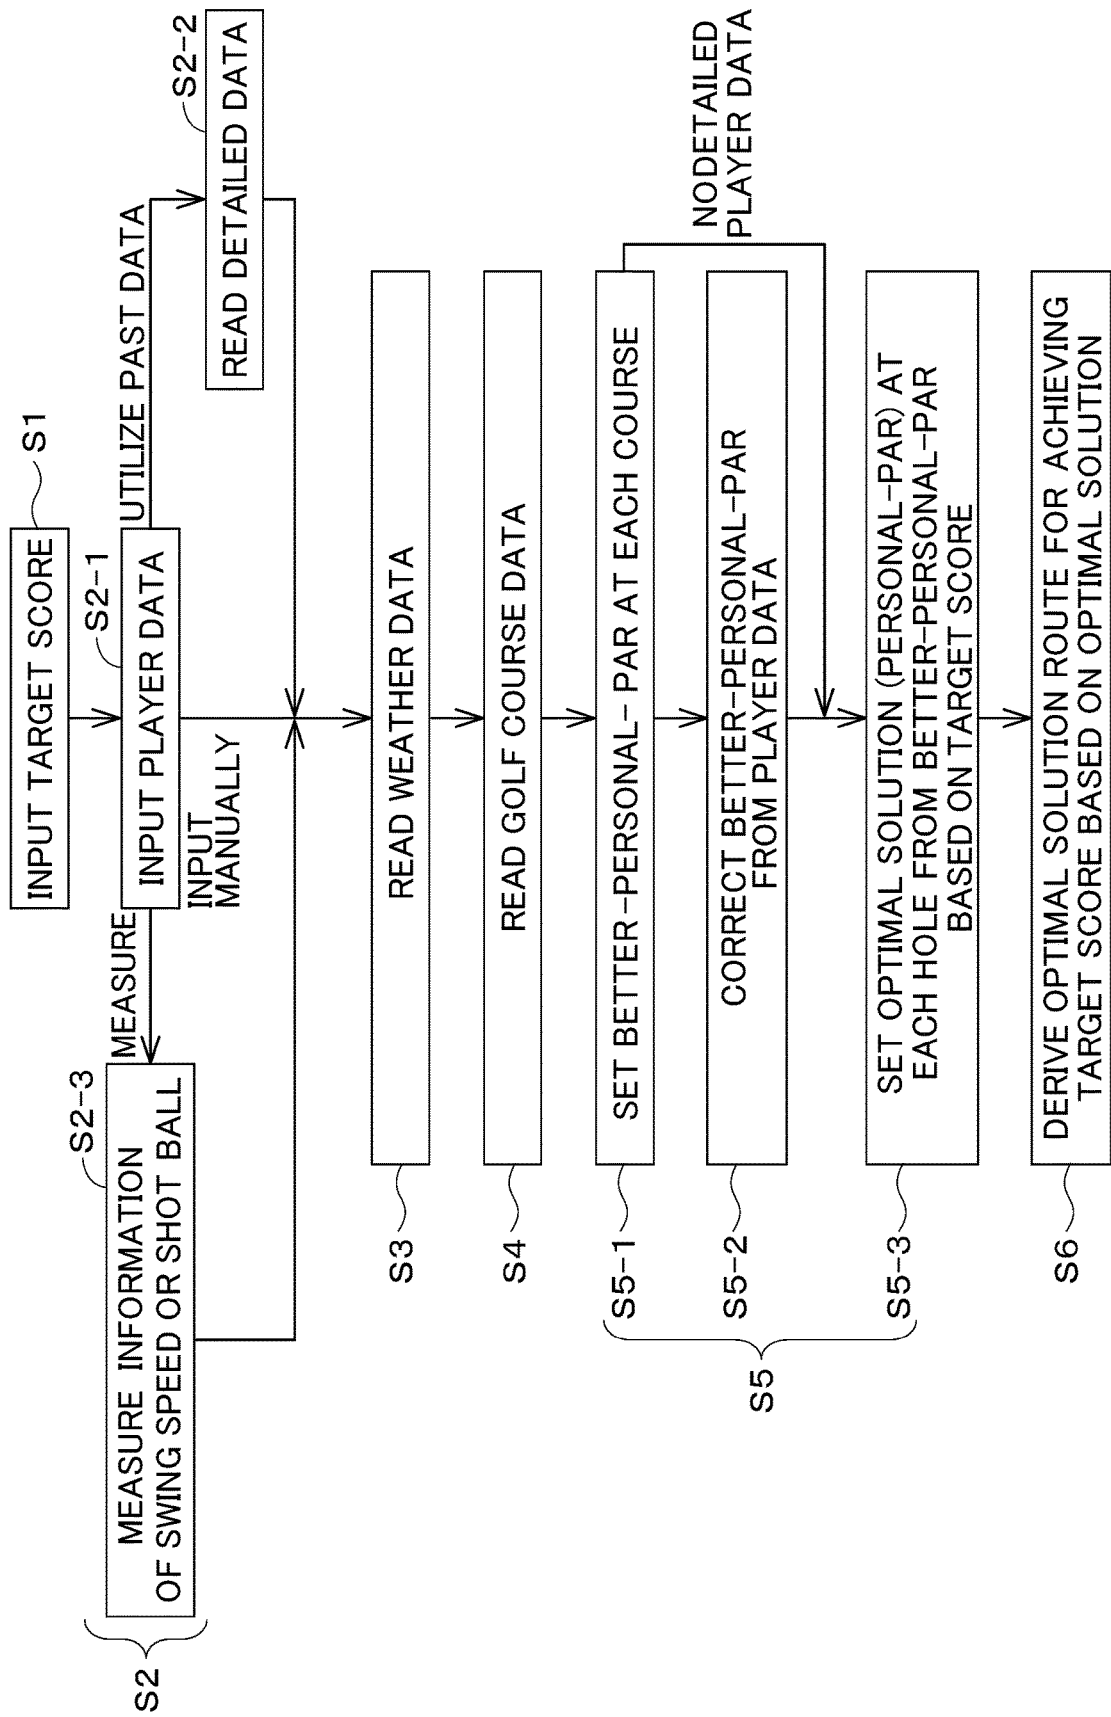 INPUT TARGET SCORE
S1
INPUT PLAYER DATA
S2-1
UTILIZE PAST DATA
READ DETAILED DATA
S2-2
MEASURE
S2-3
MEASURE INFORMATION
OF SWING SPEED OR SHOT BALL
S2
INPUT
MANUALLY
S3
READ WEATHER DATA
S4
READ GOLF COURSE DATA
S5-1
SET BETTER-PERSONAL- PAR AT EACH COURSE
NODETAILED
PLAYER DATA
S5-2
CORRECT BETTER-PERSONAL-PAR
FROM PLAYER DATA
S5
S5-3
SET OPTIMAL SOLUTION (PERSONAL-PAR) AT
EACH HOLE FROM BETTER-PERSONAL-PAR
BASED ON TARGET SCORE
S6
DERIVE OPTIMAL SOLUTION ROUTE FOR ACHIEVING
TARGET SCORE BASED ON OPTIMAL SOLUTION